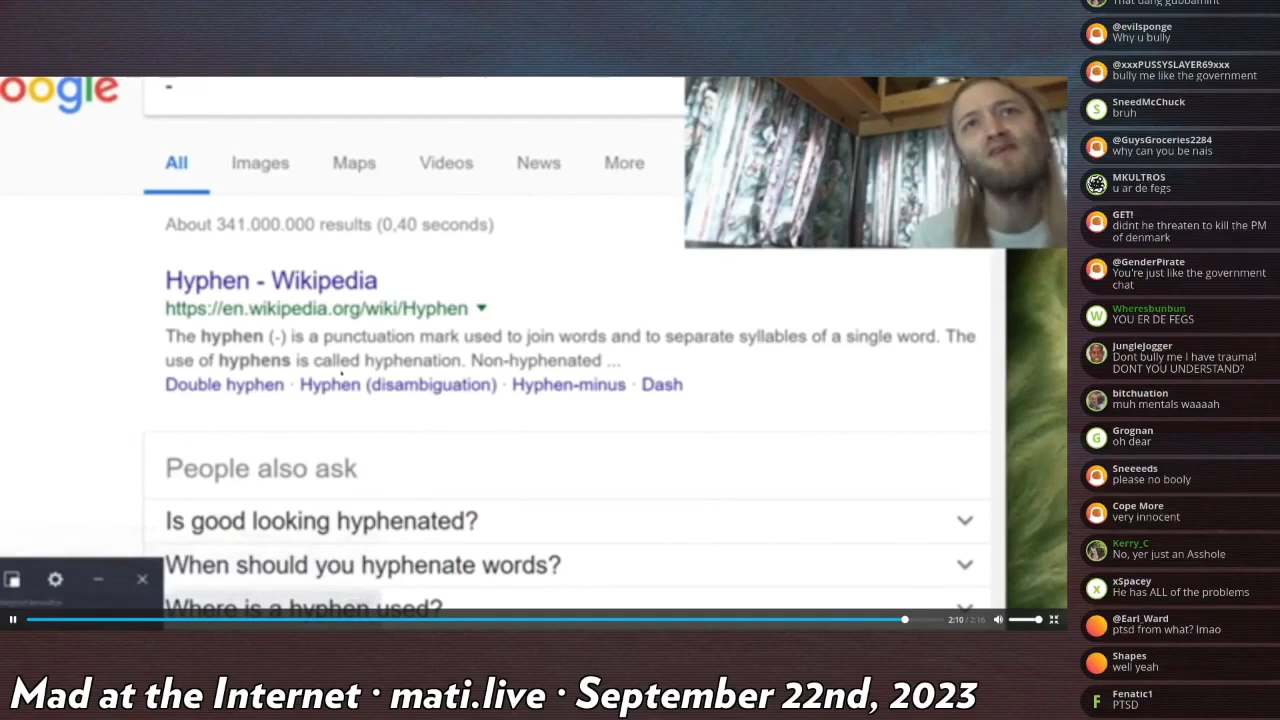 oogle
-
All
Images
Maps
Videos
News
More
About 341.000.000 results (0,40 seconds)
Hyphen - Wikipedia
https://en.wikipedia.org/wiki/Hyphen
The hyphen (-) is a punctuation mark used to join words and to separate syllables of a single word. The
use of hyphens is called hyphenation. Non-hyphenated ...
Double hyphen · Hyphen (disambiguation) · Hyphen-minus · Dash
People also ask
Is good looking hyphenated?
When should you hyphenate words?
Where is a hyphen used?
2:10 / 2:16
Mad at the Internet · mati.live · September 22nd, 2023
That dang gubbamint
@evilsponge
Why u bully
@xxxPUSSYSLAYER69xxx
bully me like the government
S
SneedMcChuck
bruh
@GuysGroceries2284
why can you be nais
MKULTROS
u ar de fegs
GET!
didnt he threaten to kill the PM
of denmark
@GenderPirate
You're just like the government
chat
W
Wheresbunbun
YOU ER DE FEGS
JungleJogger
Dont bully me I have trauma!
DONT YOU UNDERSTAND?
bitchuation
muh mentals waaaah
G
Grognan
oh dear
Sneeeeds
please no booly
Cope More
very innocent
Kerry_C
No, yer just an Asshole
x
xSpacey
He has ALL of the problems
@Earl_Ward
ptsd from what? lmao
Shapes
well yeah
F
Fenatic1
PTSD